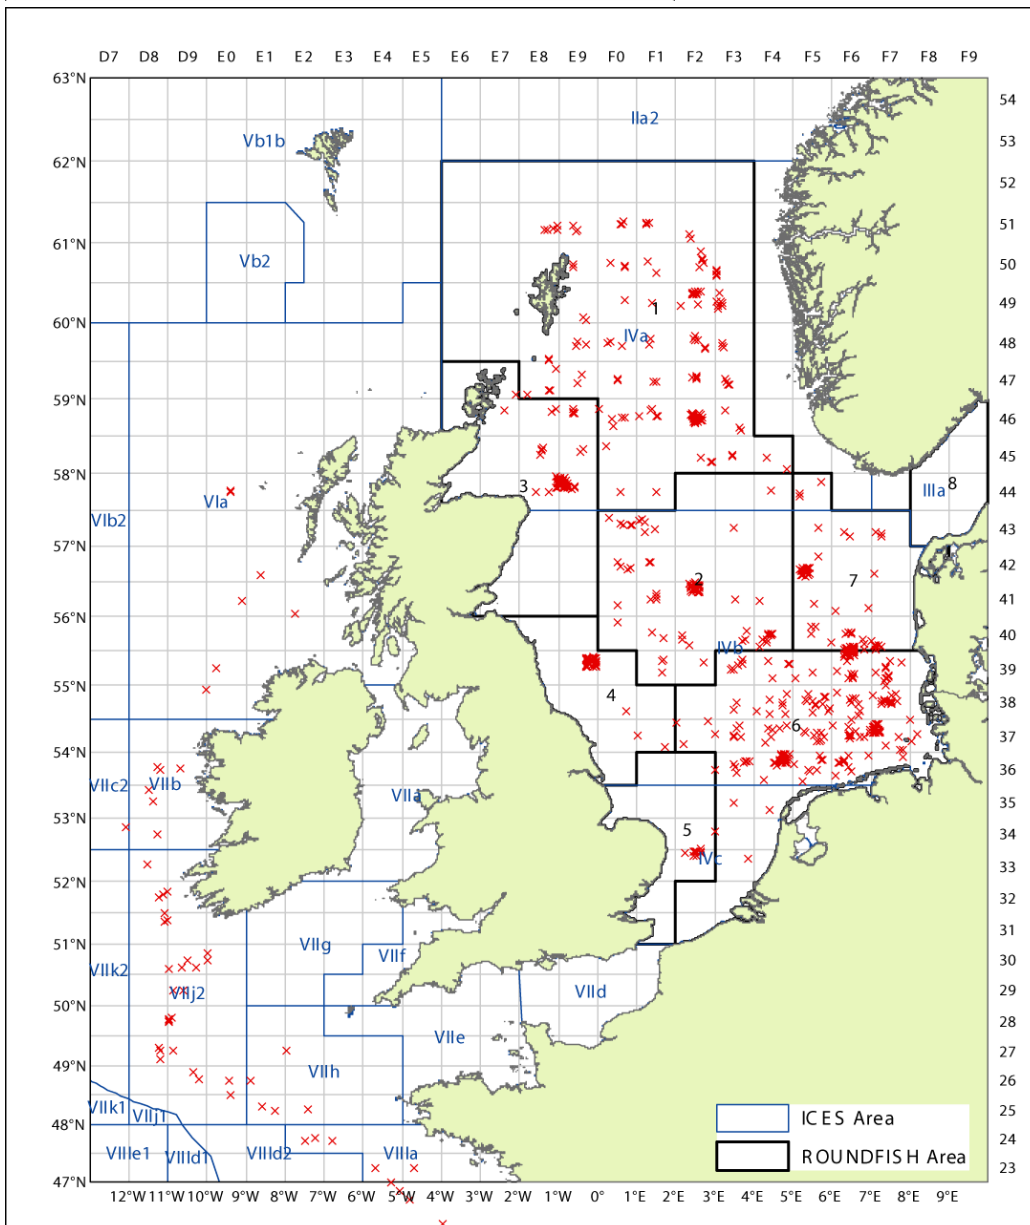 D7 D8 D9 E0 E1 E2 E3 E4 E5 E6 E7 E8 E9 F0 F1 F2 F3 F4 F5 F6 F7 F8 F9
63°N
54
IIa2
Vb1b
53
62°N
52
51
61°N
Vb2
50
49
1
60°N
IVa
48
47
59°N
46
45
58°N
3
8
IIIa
VIa
44
VIb2
43
57°N
42
2
7
41
56°N
40
IVb
39
55°N
4
38
6
37
54°N
36
VIIc2
VIIb
VIIa
35
53°N
5
34
IVc
33
52°N
32
31
51°N
VIIg
VIIf
30
VIIk2
VIIj2
VIId
29
50°N
28
VIIe
27
49°N
VIIh
26
VIIk1
VIIj1
25
ICES Area
48°N
24
VIIIe1
VIIId1
VIIId2
VIIIa
ROUNDFISH Area
23
47°N
12°W 11°W 10°W 9°W 8°W 7°W 6°W 5°W 4°W 3°W 2°W 1°W 0° 1°E 2°E 3°E 4°E 5°E 6°E 7°E 8°E 9°E